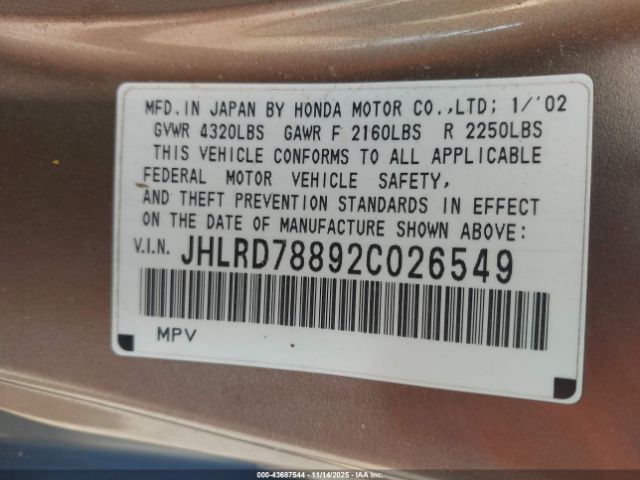 MFD. IN JAPAN BY HONDA MOTOR CO.,LTD; 1/'02
GVWR 4320LBS GAWR F 2160LBS R 2250LBS
THIS VEHICLE CONFORMS TO ALL APPLICABLE
FEDERAL MOTOR VEHICLE SAFETY,
AND THEFT PREVENTION STANDARDS IN EFFECT
ON THE DATE OF MANUFACTURE SHOWN ABOVE:
V.I.N. JHLRD78892C026549
MPV
000-43687544 - 11/14/2025 - IAAI.COM